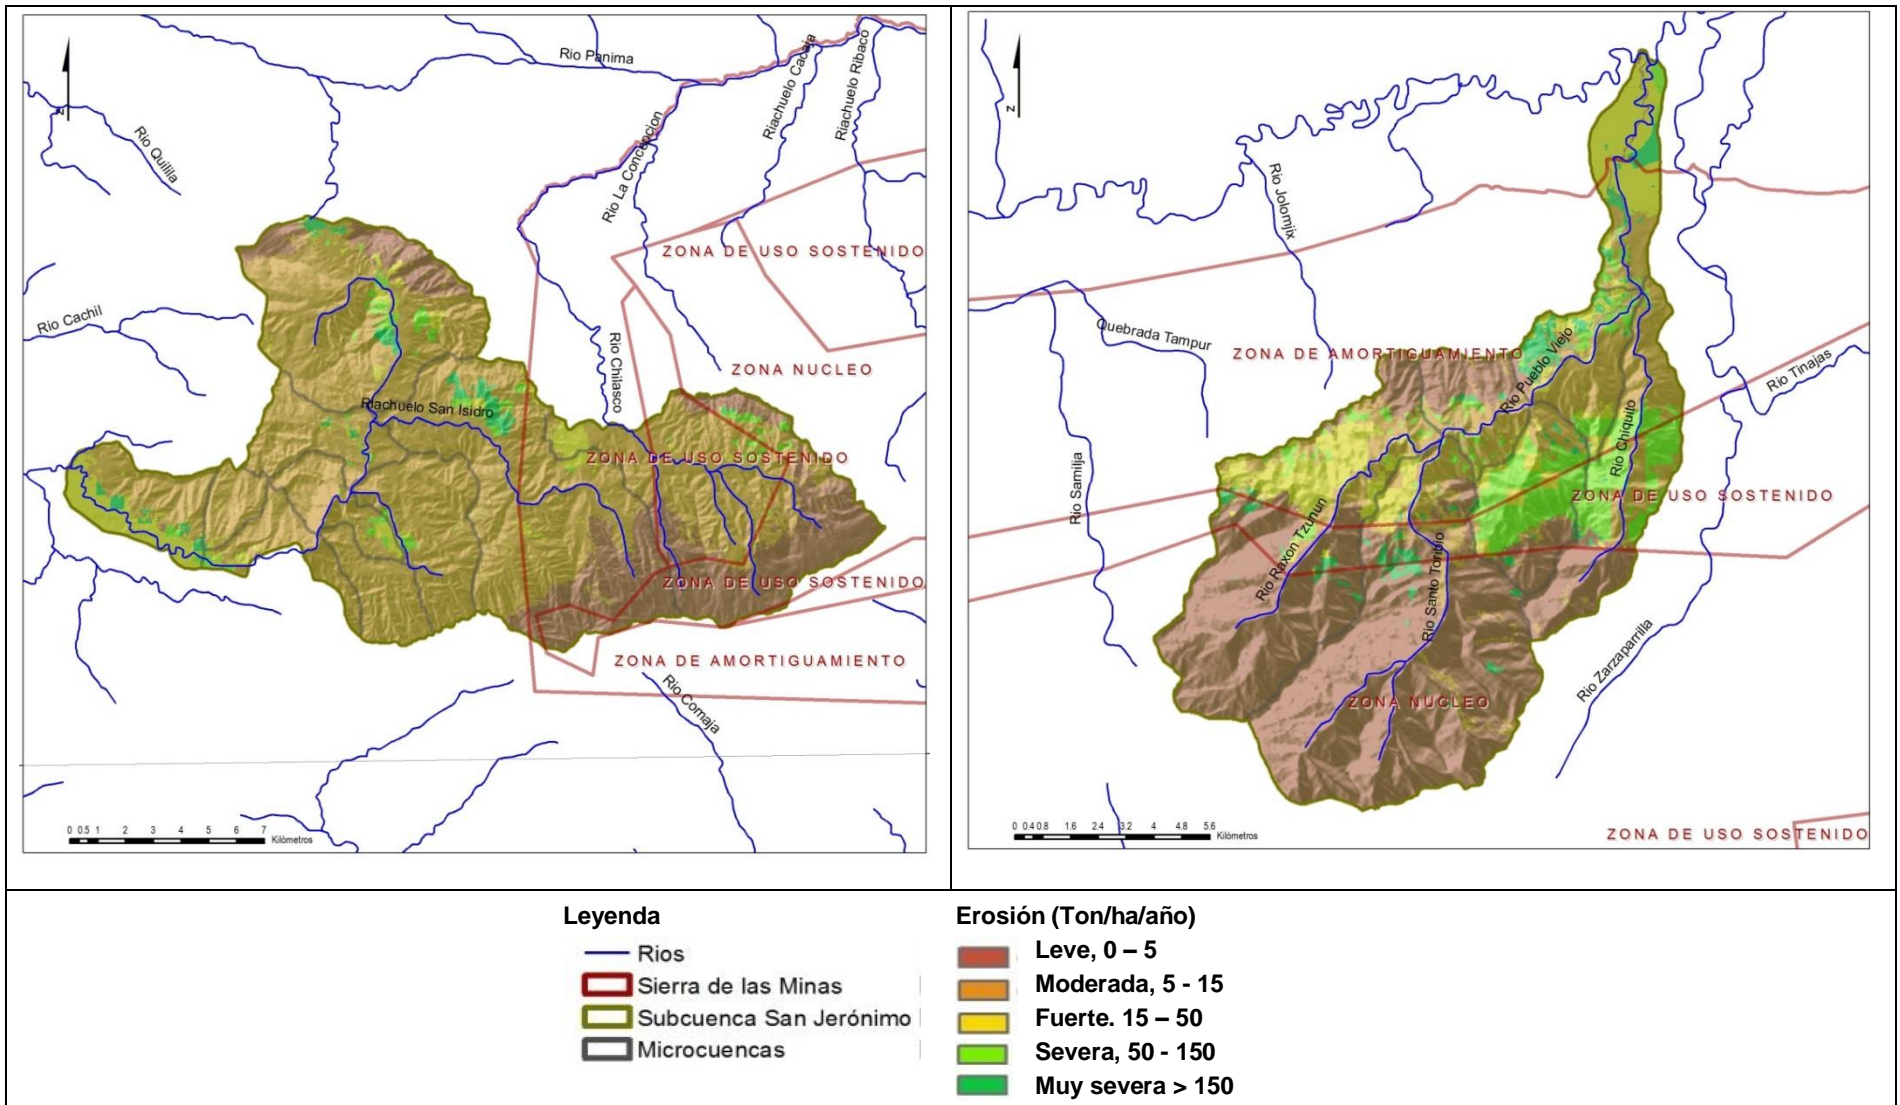 Rio Panima
Riachuelo Cacaja
Riachuelo Ribaco
Rio La Concepcion
Rio Quililla
z
ZONA DE USO SOSTENIDO
Rio Cachil
Rio Chilasco
ZONA NUCLEO
Riachuelo San Isidro
ZONA DE USO SOSTENIDO
ZONA DE USO SOSTENIDO
ZONA DE AMORTIGUAMIENTO
Rio Comaja
0 0.5 1 2 3 4 5 6 7
Kilómetros
z
Rio Jolomjix
Quebrada Tampur
ZONA DE AMORTIGUAMIENTO
Rio Pueblo Viejo
Rio Tinajas
Rio Chiquito
Rio Samilja
ZONA DE USO SOSTENIDO
Rio Raxon Tzunun
Rio Santo Toribio
Rio Zarzaparrilla
ZONA NUCLEO
0 0.4 0.8 1.6 2.4 3.2 4 4.8 5.6
Kilómetros
ZONA DE USO SOSTENIDO
Leyenda
Rios
Sierra de las Minas
Subcuenca San Jerónimo
Microcuencas
Erosión (Ton/ha/año)
Leve, 0 – 5
Moderada, 5 - 15
Fuerte. 15 – 50
Severa, 50 - 150
Muy severa > 150